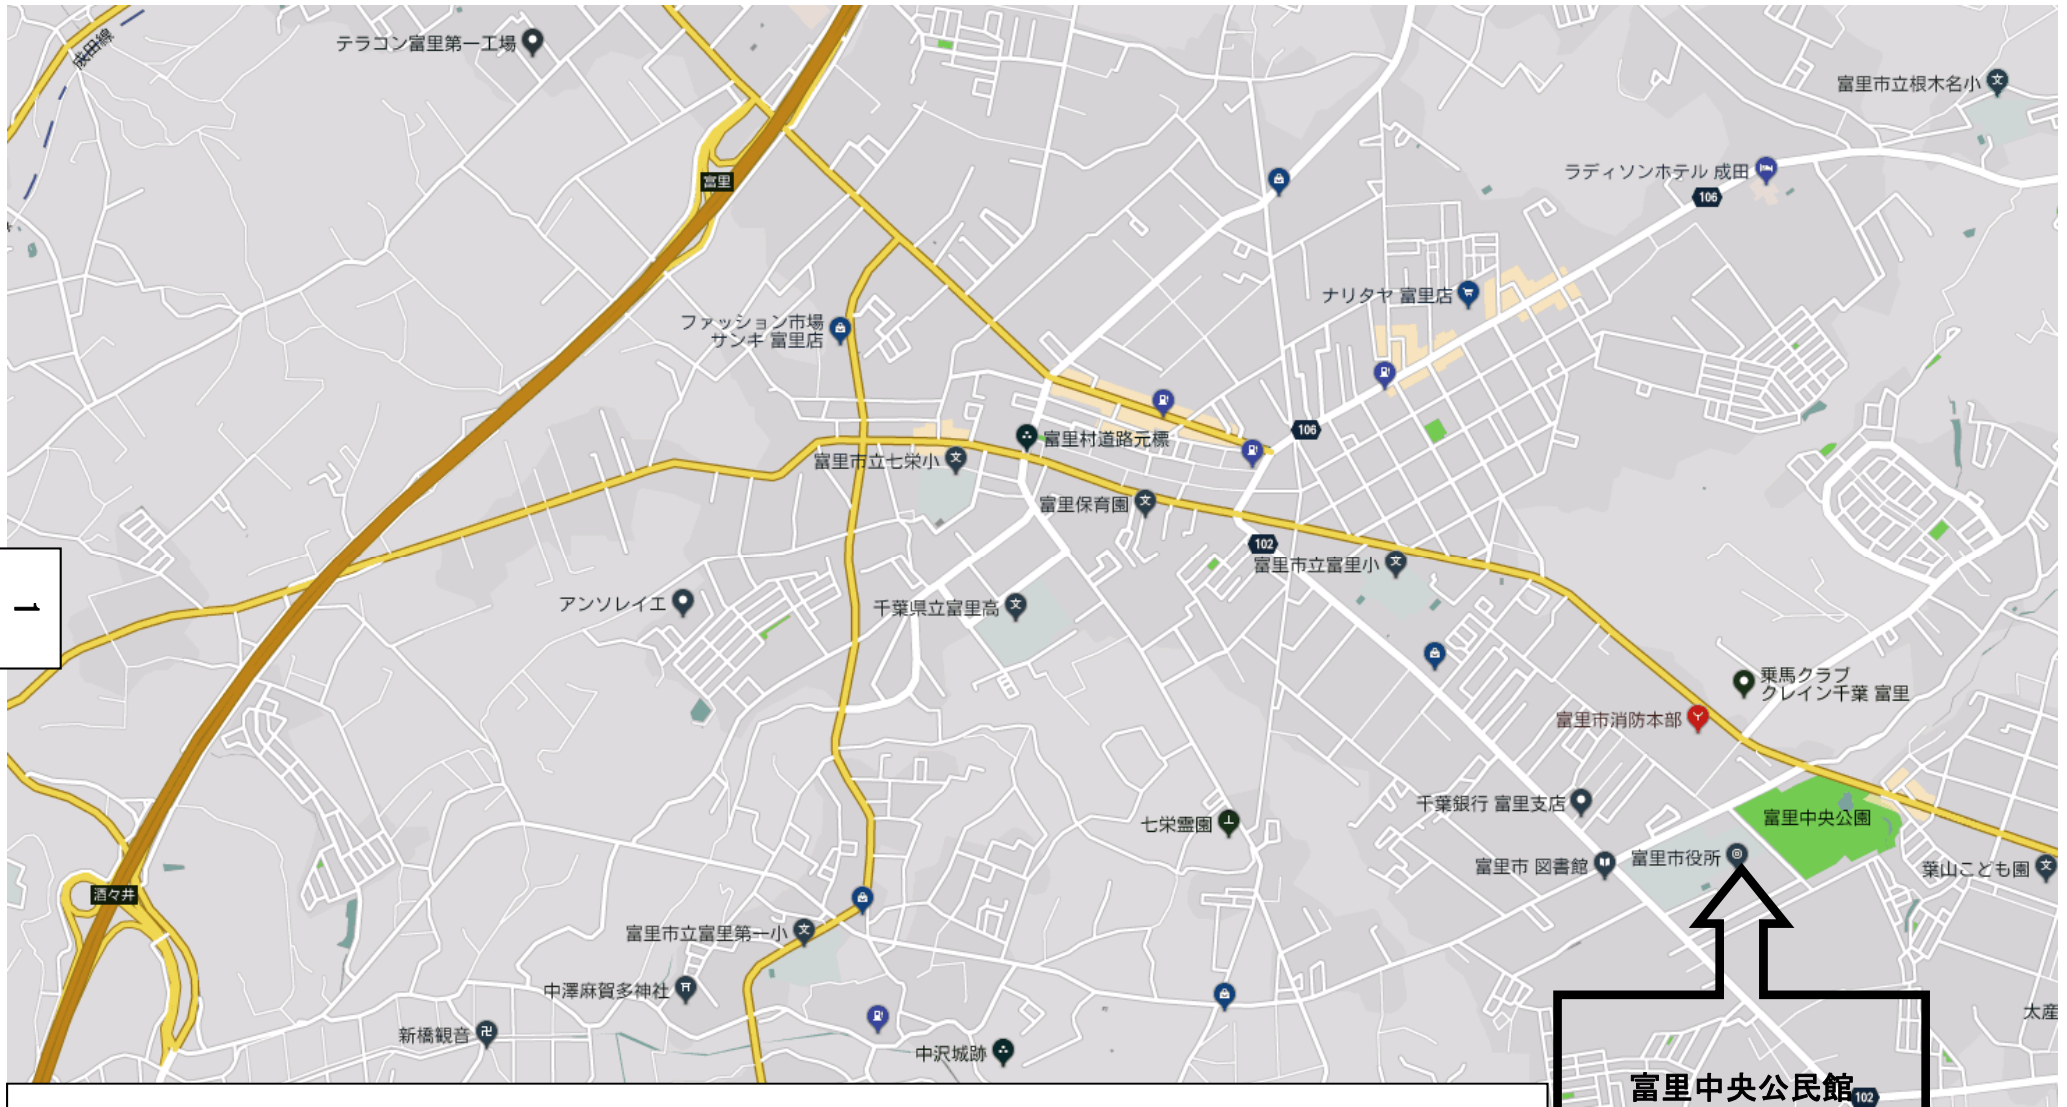 成田線
テラコン富里第一工場
富里市立根木名小
ラディソンホテル 成田
106
富里
ナリタヤ 富里店
ファッション市場
サンキ 富里店
106
富里村道路元標
富里市立七栄小
富里保育園
102
富里市立富里小
アンソレイエ
千葉県立富里高
1
乗馬クラブ
クレイン千葉 富里
富里市消防本部
千葉銀行 富里支店
富里中央公園
七栄霊園
富里市 図書館
富里市役所
葉山こども園
酒々井
富里市立富里第一小
中澤麻賀多神社
太産
新橋観音
中沢城跡
富里中央公民館
102